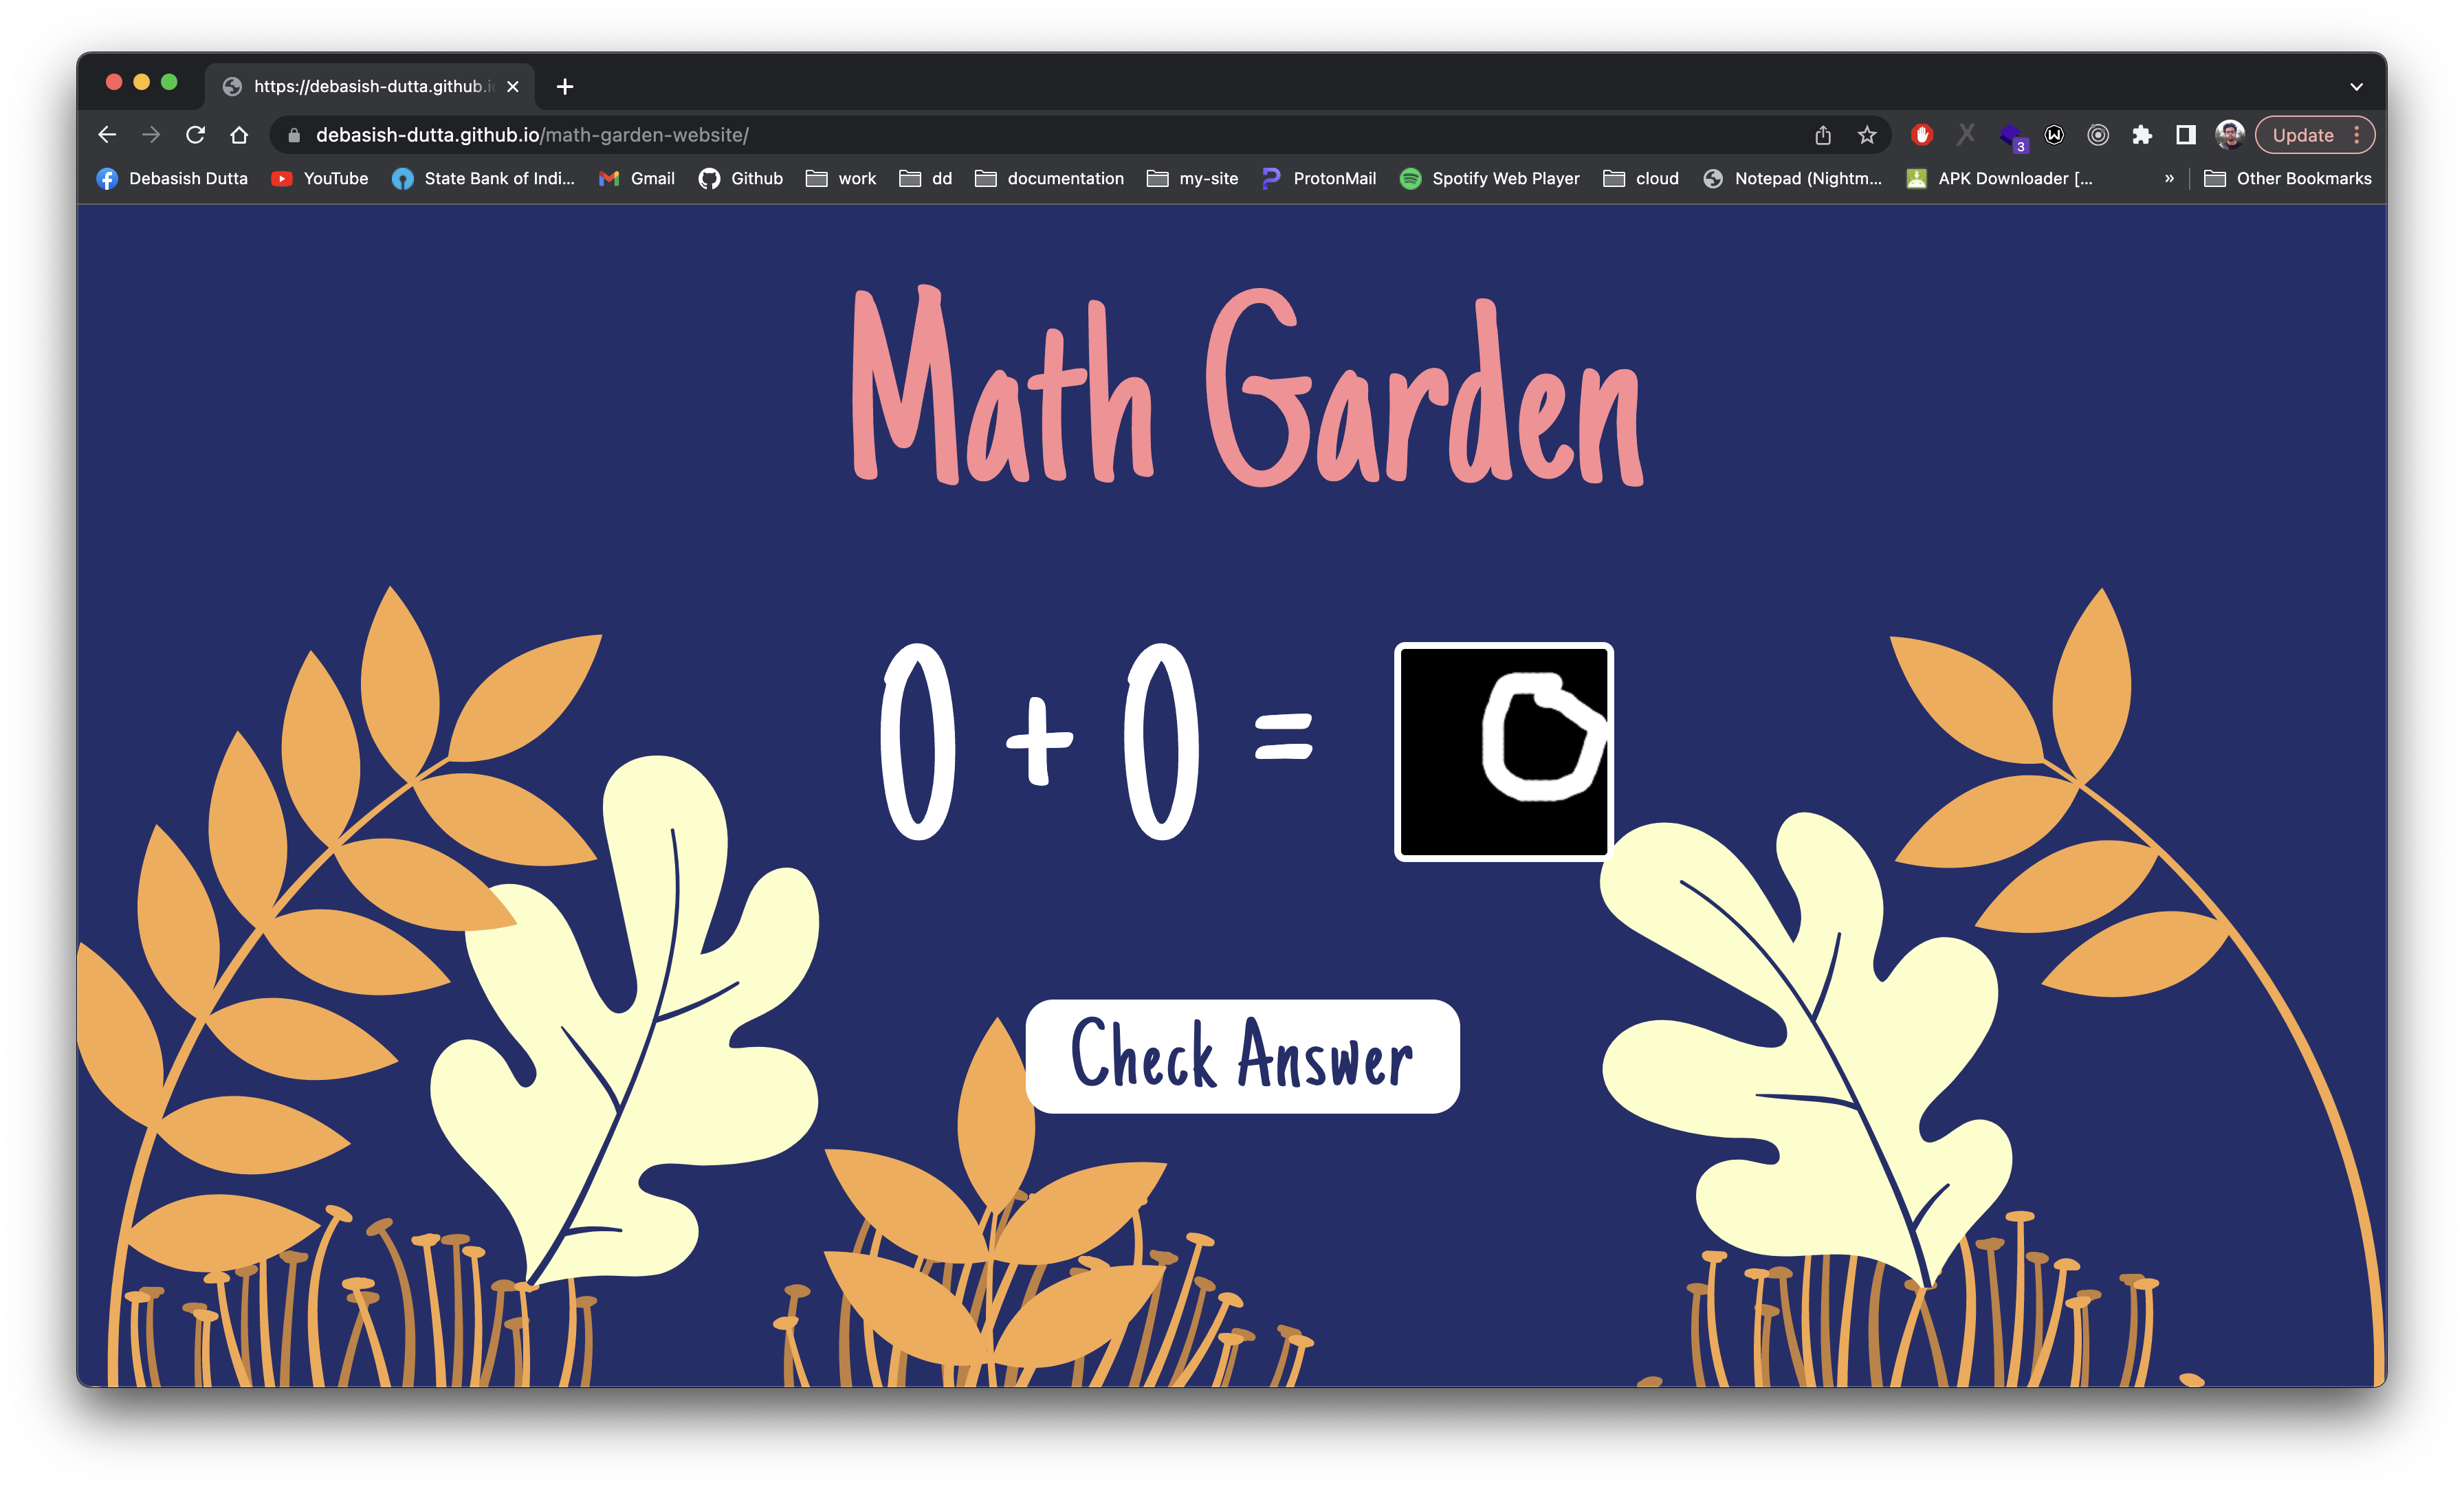 https://debasish-dutta.github.i
debasish-dutta.github.io/math-garden-website/
3
Update
Debasish Dutta
YouTube
State Bank of Indi...
Gmail
Github
work
dd
documentation
my-site
ProtonMail
Spotify Web Player
cloud
Notepad (Nightm...
APK Downloader [...
»
Other Bookmarks
Math Garden
0 + 0 = 0
Check Answer